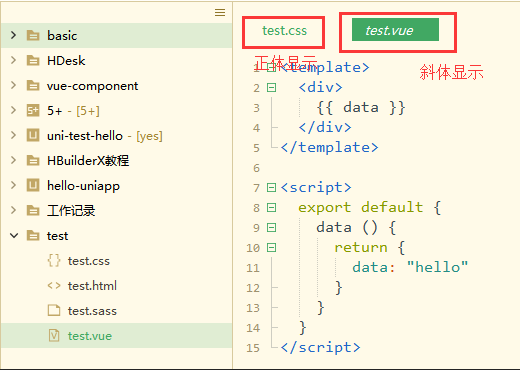 basic
HDesk
vue-component
5+ - [5+]
uni-test-hello - [yes]
HBuilderX教程
hello-uniapp
工作记录
test
test.css
test.html
test.sass
test.vue
test.css test.vue
正体显示 斜体显示
1 <template>
2 <div>
3 {{ data }}
4 </div>
5 </template>
6
7 <script>
8 export default {
9 data () {
10 return {
11 data: "hello"
12 }
13 }
14 }
15 </script>